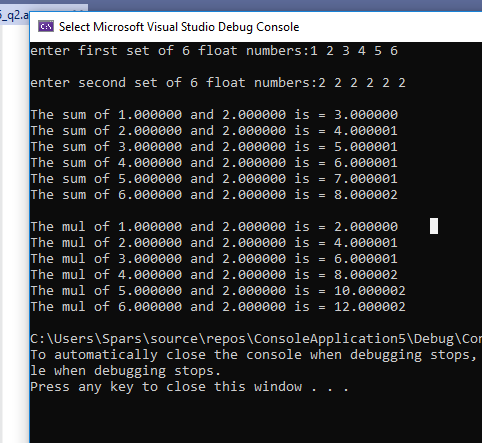 5_q2.a
Select Microsoft Visual Studio Debug Console
enter first set of 6 float numbers:1 2 3 4 5 6
enter second set of 6 float numbers:2 2 2 2 2 2
The sum of 1.000000 and 2.000000 is = 3.000000
The sum of 2.000000 and 2.000000 is = 4.000001
The sum of 3.000000 and 2.000000 is = 5.000001
The sum of 4.000000 and 2.000000 is = 6.000001
The sum of 5.000000 and 2.000000 is = 7.000001
The sum of 6.000000 and 2.000000 is = 8.000002
The mul of 1.000000 and 2.000000 is = 2.000000
The mul of 2.000000 and 2.000000 is = 4.000001
The mul of 3.000000 and 2.000000 is = 6.000001
The mul of 4.000000 and 2.000000 is = 8.000002
The mul of 5.000000 and 2.000000 is = 10.000002
The mul of 6.000000 and 2.000000 is = 12.000002
C:\Users\Spars\source\repos\ConsoleApplication5\Debug\Con
To automatically close the console when debugging stops,
le when debugging stops.
Press any key to close this window . . .